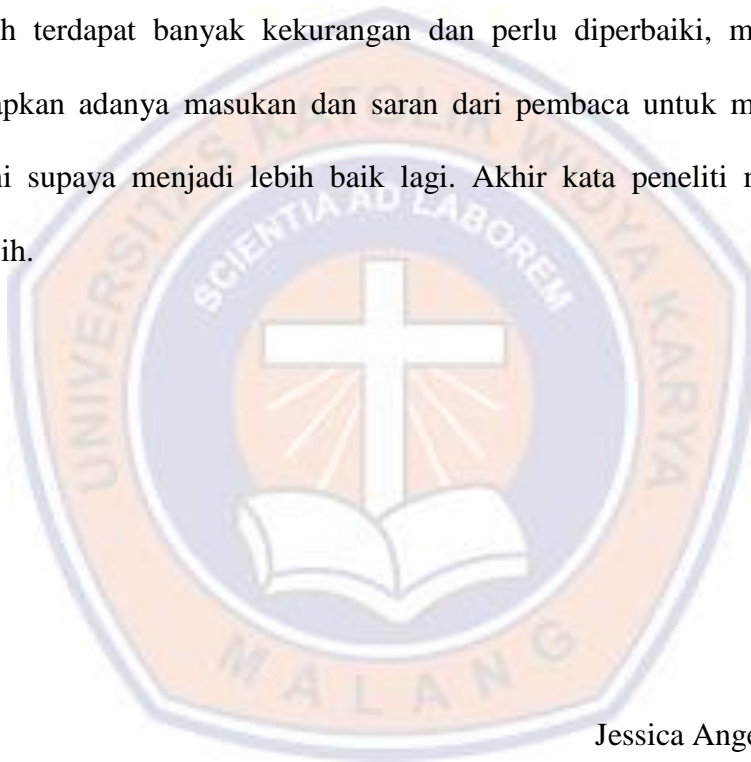 h terdapat banyak kekurangan dan perlu diperbaiki, m
apkan adanya masukan dan saran dari pembaca untuk m
ni supaya menjadi lebih baik lagi. Akhir kata peneliti m
ih.
UNIVERSITAS KATOLIK WIDYA KARYA
SCIENTIA AD LABOREM
MALANG
Jessica Ange